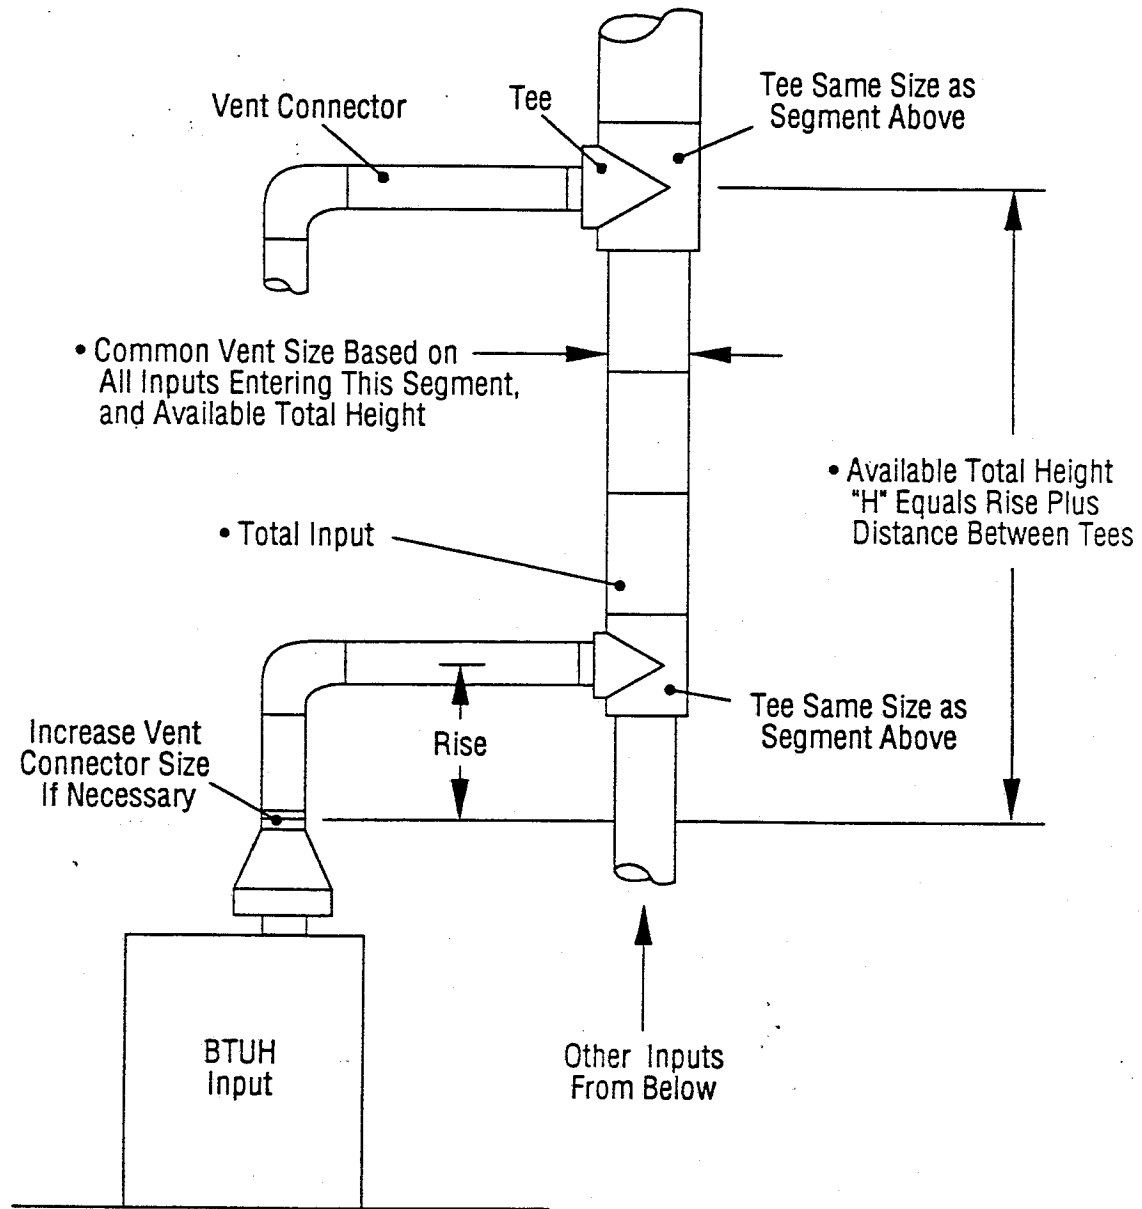 Vent Connector
Tee
Tee Same Size as
Segment Above
• Common Vent Size Based on
All Inputs Entering This Segment,
and Available Total Height
• Available Total Height
"H" Equals Rise Plus
Distance Between Tees
• Total Input
Tee Same Size as
Segment Above
Rise
Increase Vent
Connector Size
If Necessary
BTUH
Input
Other Inputs
From Below